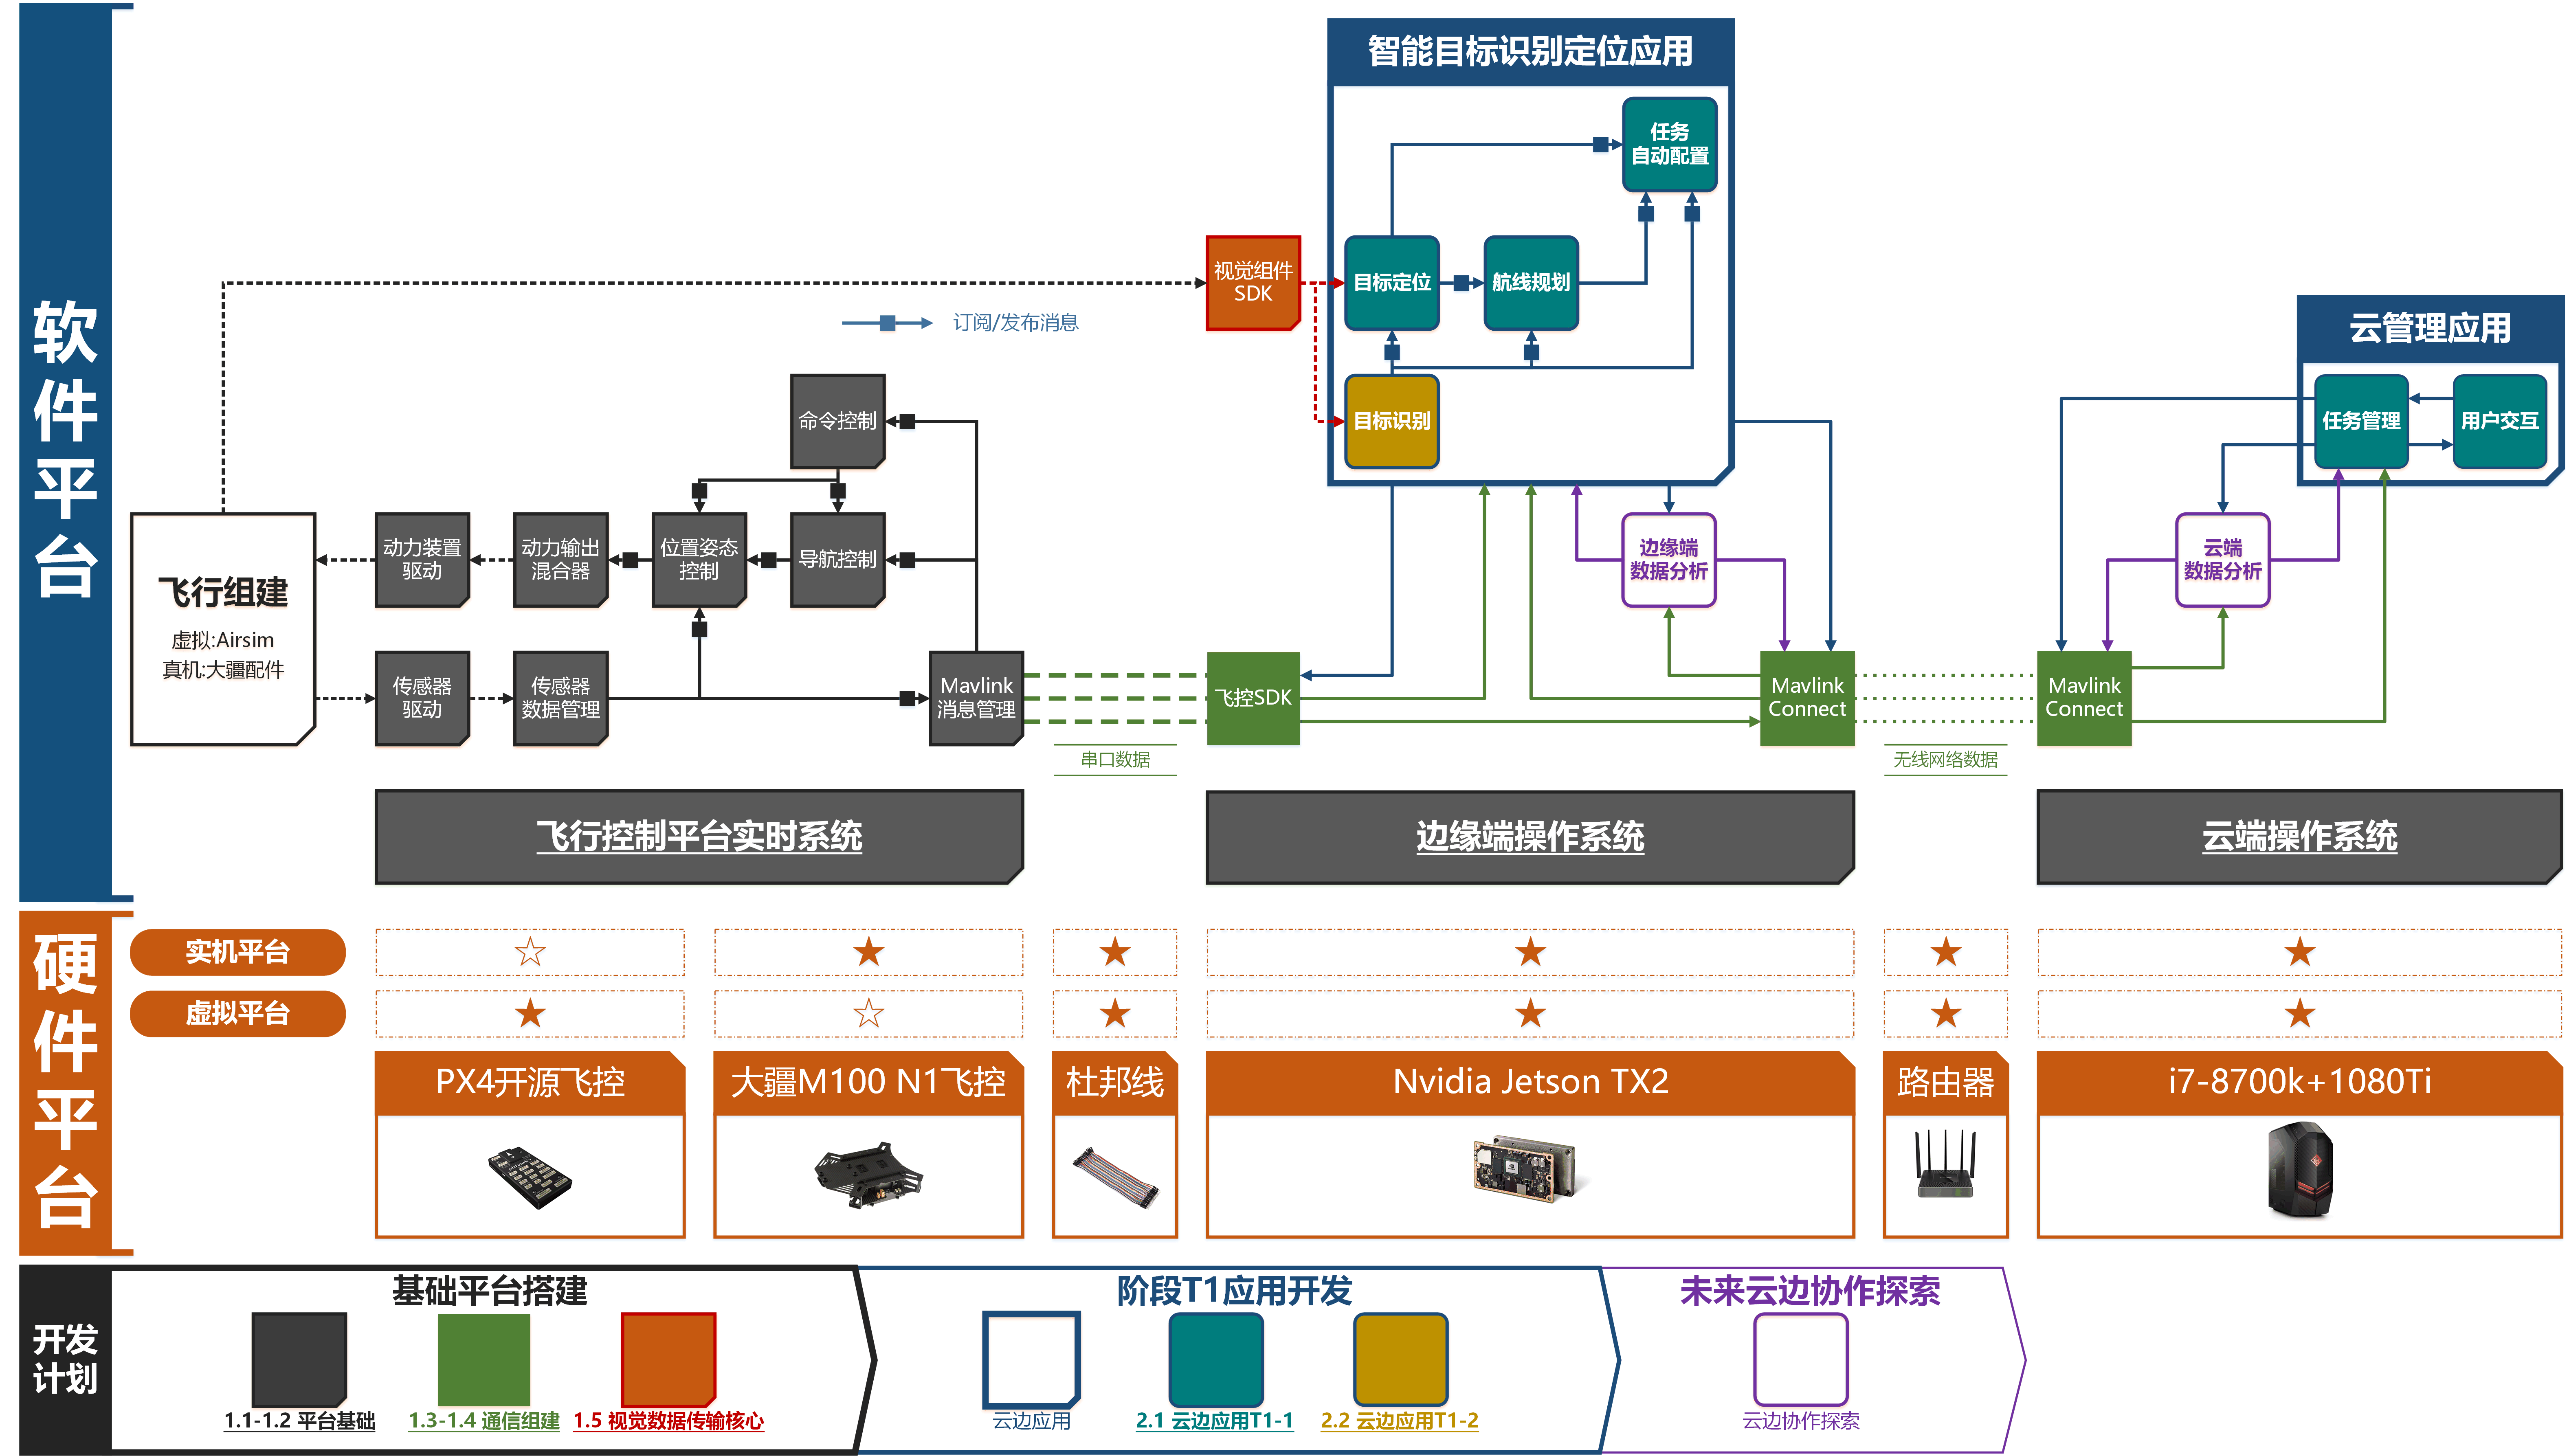 软件平台
智能目标识别定位应用
任务
自动配置
视觉组件
SDK
目标定位
航线规划
订阅/发布消息
目标识别
云管理应用
任务管理
用户交互
命令控制
飞行组建
虚拟:Airsim
真机:大疆配件
动力装置
驱动
动力输出
混合器
位置姿态
控制
导航控制
边缘端
数据分析
云端
数据分析
传感器
驱动
传感器
数据管理
Mavlink
消息管理
飞控SDK
Mavlink
Connect
Mavlink
Connect
串口数据
无线网络数据
飞行控制平台实时系统
边缘端操作系统
云端操作系统
硬件平台
实机平台
☆
★
★
★
★
★
虚拟平台
★
☆
★
★
★
★
PX4开源飞控
大疆M100 N1飞控
杜邦线
Nvidia Jetson TX2
路由器
i7-8700k+1080Ti
开发
计划
基础平台搭建
1.1-1.2 平台基础
1.3-1.4 通信组建
1.5 视觉数据传输核心
阶段T1应用开发
云边应用
2.1 云边应用T1-1
2.2 云边应用T1-2
未来云边协作探索
云边协作探索